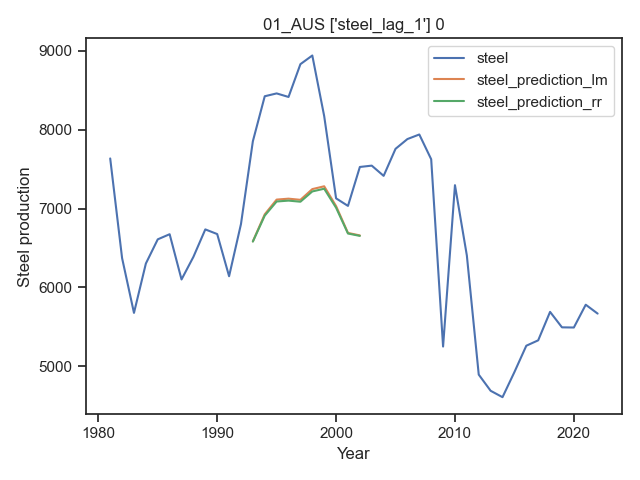 01_AUS ['steel_lag_1'] 0
steel
steel_prediction_lm
steel_prediction_rr
Steel production
9000
8000
7000
6000
5000
1980
1990
2000
2010
2020
Year